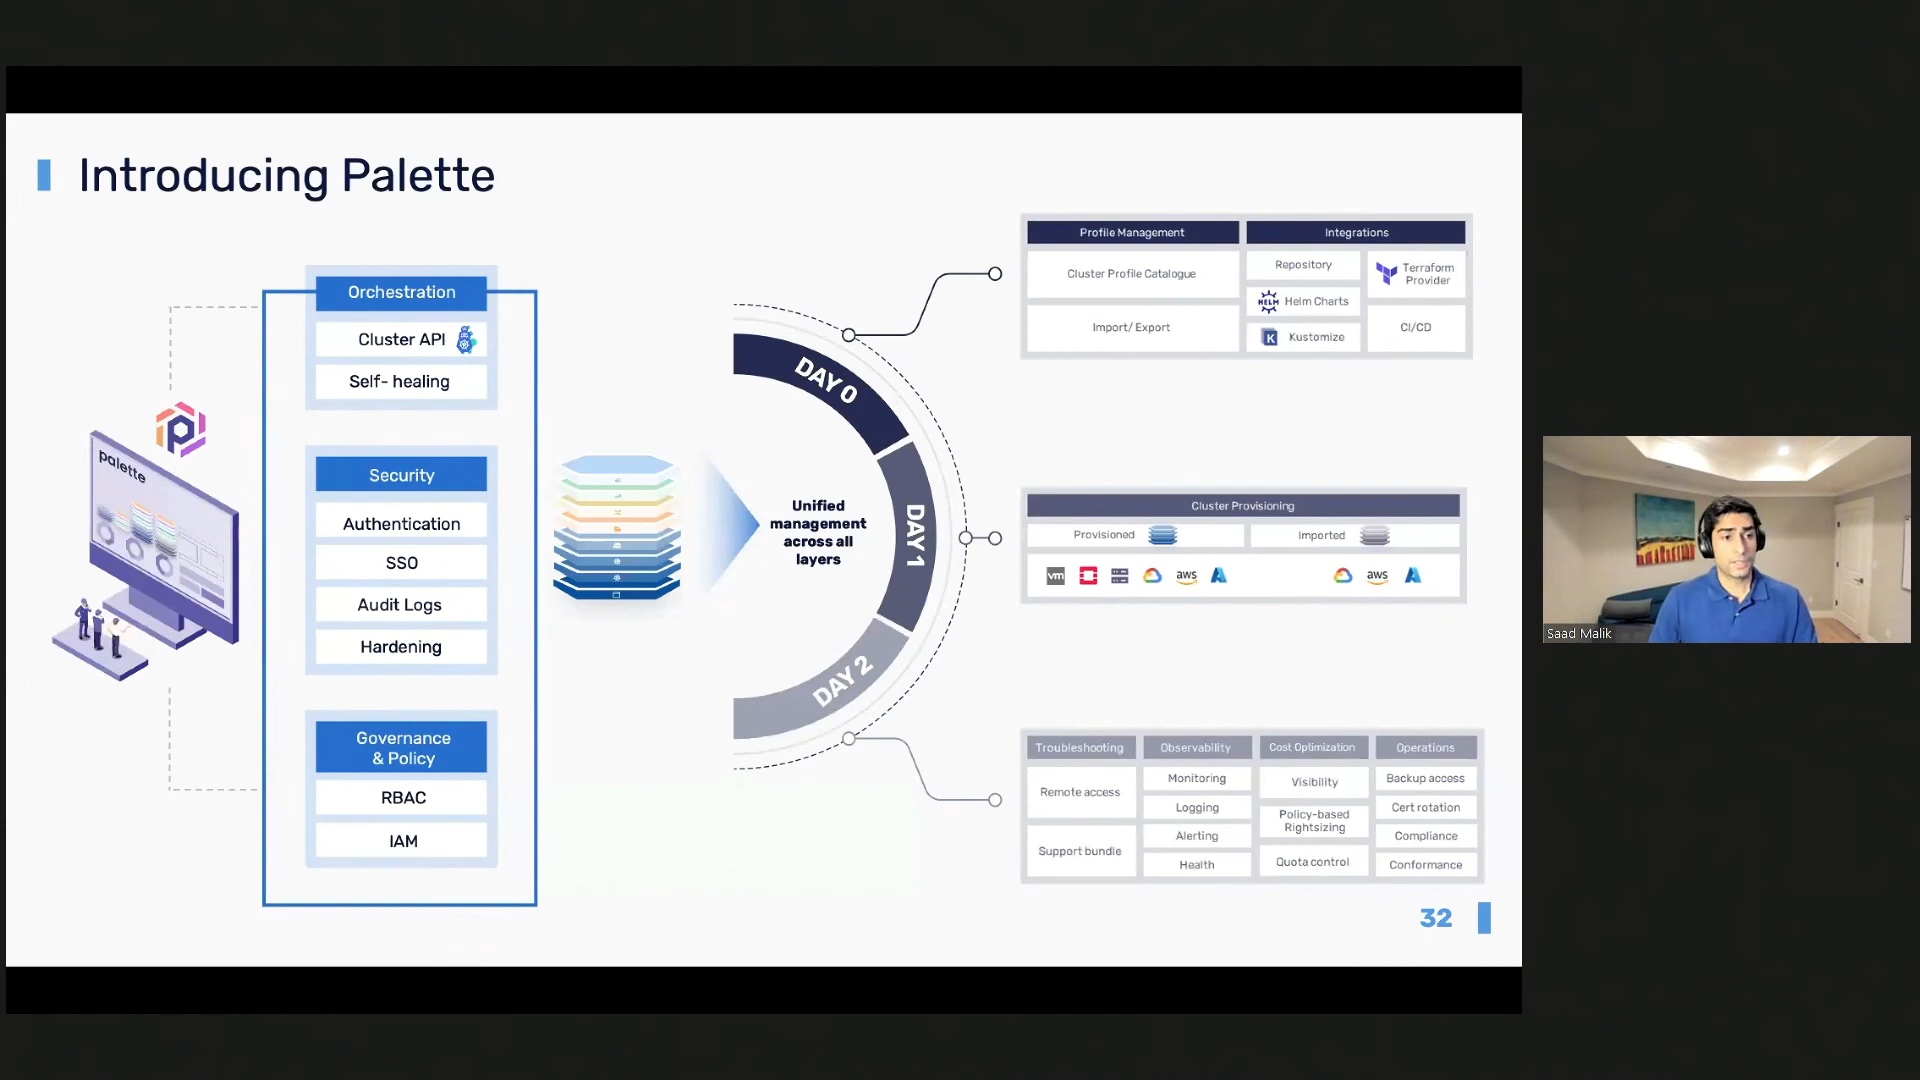 Introducing Palette
palette
Orchestration
Cluster API
Self- healing
Security
Authentication
SSO
Audit Logs
Hardening
Governance
& Policy
RBAC
IAM
Unified
management
across all
layers
DAY 0
DAY 1
DAY 2
Profile Management
Cluster Profile Catalogue
Import/ Export
Integrations
Repository
HELM Helm Charts
K Kustomize
Terraform
Provider
CI/CD
Cluster Provisioning
Provisioned
Imported
vm
aws
aws
Troubleshooting
Remote access
Support bundle
Observability
Monitoring
Logging
Alerting
Health
Cost Optimization
Visibility
Policy-based
Rightsizing
Quota control
Operations
Backup access
Cert rotation
Compliance
Conformance
32
Saad Malik